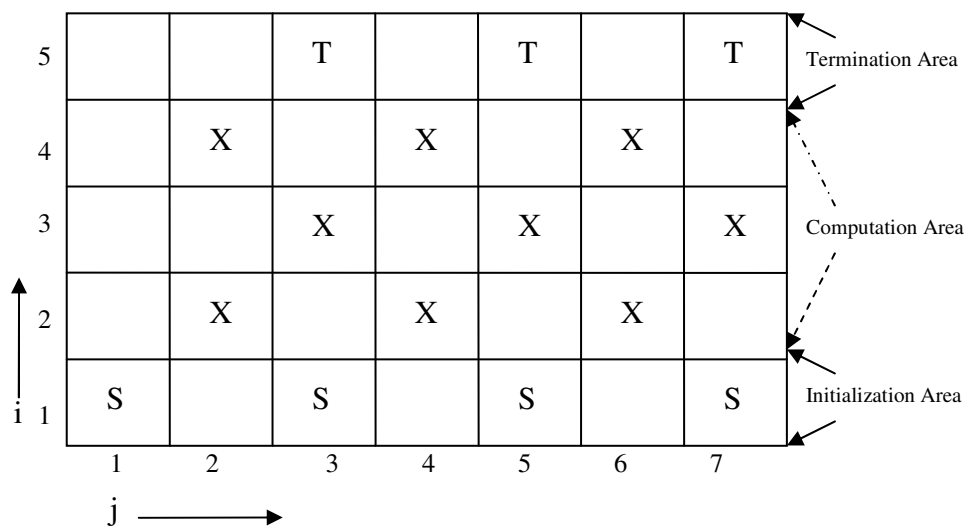 5 T T T Termination Area
4 X X X
3 X X X Computation Area
2 X X X
i 1 S S S S Initialization Area
1 2 3 4 5 6 7
j